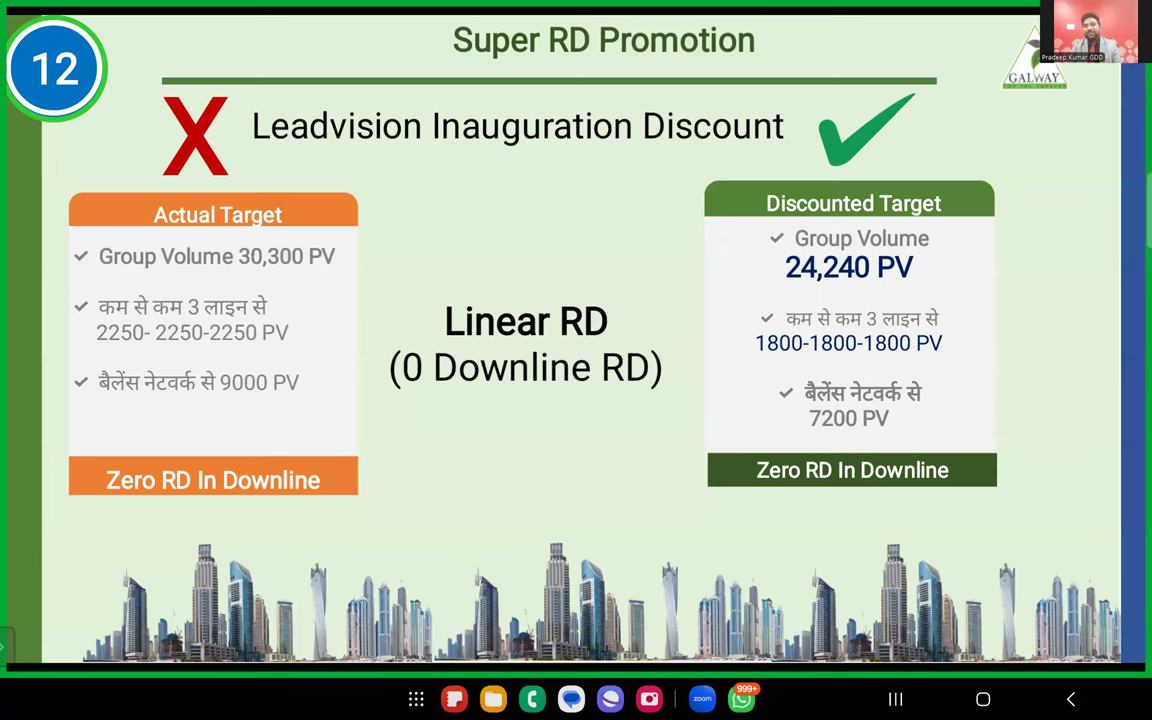 Super RD Promotion
12
Pradeep Kumar GDD
GALWAY
X Leadvision Inauguration Discount
Actual Target
Group Volume 30,300 PV
कम से कम 3 लाइन से
2250- 2250-2250 PV
बैलेंस नेटवर्क से 9000 PV
Zero RD In Downline
Linear RD
(0 Downline RD)
Discounted Target
Group Volume
24,240 PV
कम से कम 3 लाइन से
1800-1800-1800 PV
बैलेंस नेटवर्क से
7200 PV
Zero RD In Downline
zoom
999+